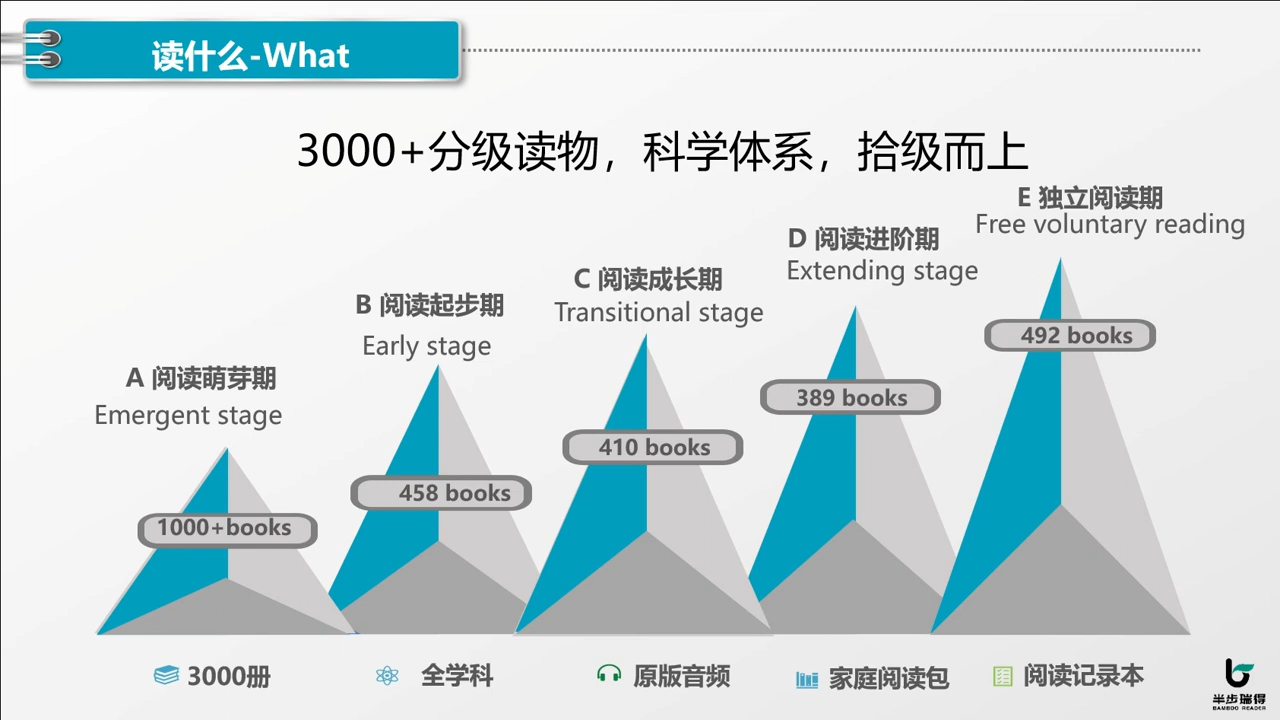 读什么-What
3000+分级读物，科学体系，拾级而上
A 阅读萌芽期
Emergent stage
1000+books
B 阅读起步期
Early stage
458 books
C 阅读成长期
Transitional stage
410 books
D 阅读进阶期
Extending stage
389 books
E 独立阅读期
Free voluntary reading
492 books
3000册
全学科
原版音频
家庭阅读包
阅读记录本
半步瑞得
BAMBOO READER